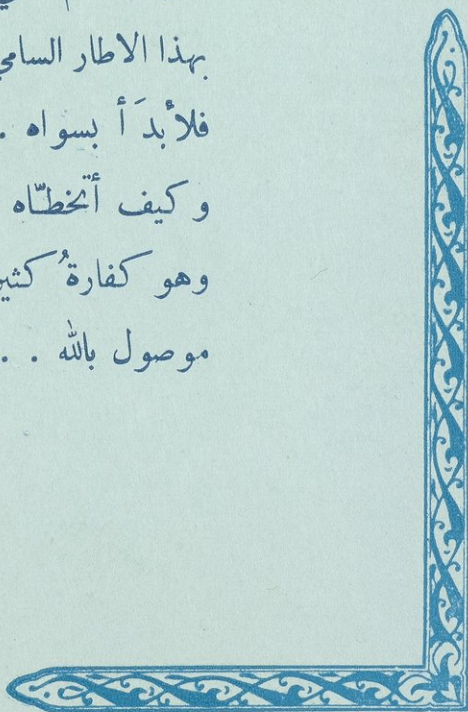 بهذا الاطار السامي
فلأبدَأ بسواه . .
وكيف أتخطّاه
وهو كفارةُ كثير
موصول بالله . . .